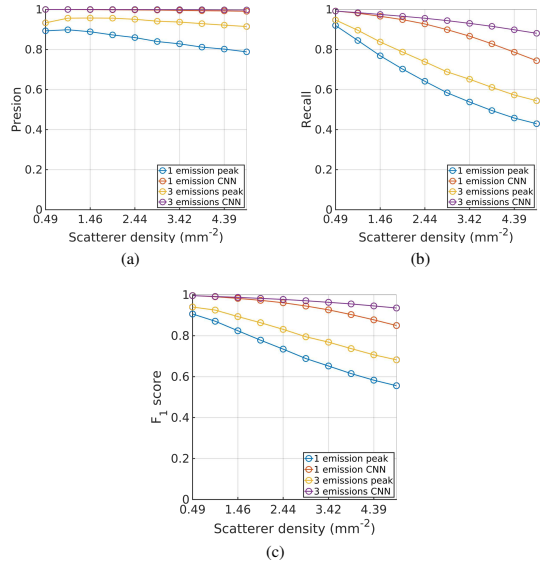 1
0.8
0.6
0.4
0.2
0
Presion
1 emission peak
1 emission CNN
3 emissions peak
3 emissions CNN
0.49 1.46 2.44 3.42 4.39
Scatterer density (mm-2)
(a)
1
0.8
0.6
0.4
0.2
0
Recall
1 emission peak
1 emission CNN
3 emissions peak
3 emissions CNN
0.49 1.46 2.44 3.42 4.39
Scatterer density (mm-2)
(b)
1
0.8
0.6
0.4
0.2
0
F1 score
1 emission peak
1 emission CNN
3 emissions peak
3 emissions CNN
0.49 1.46 2.44 3.42 4.39
Scatterer density (mm-2)
(c)